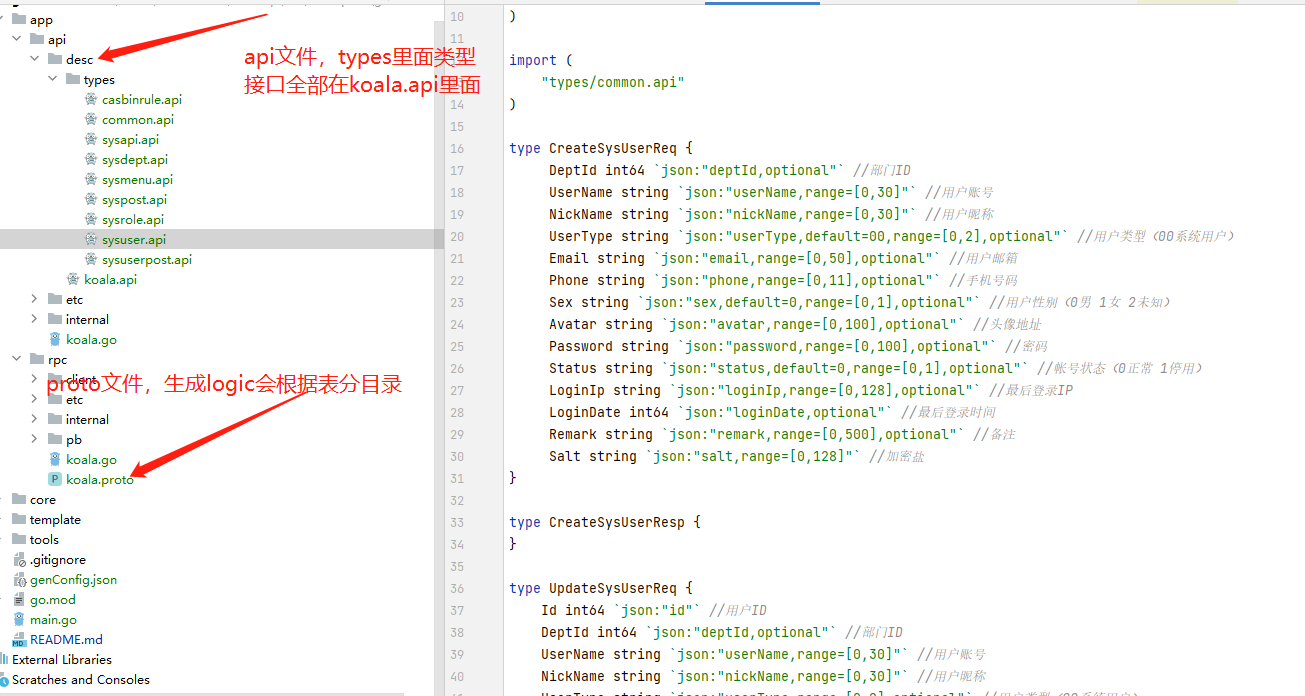 app
api
desc
types
casbinrule.api
common.api
sysapi.api
sysdept.api
sysmenu.api
syspost.api
sysrole.api
sysuser.api
sysuserpost.api
koala.api
etc
internal
koala.go
rpc
client
etc
internal
pb
koala.go
koala.proto
core
template
tools
.gitignore
genConfig.json
go.mod
main.go
README.md
External Libraries
Scratches and Consoles
api文件，types里面类型
接口全部在koala.api里面
proto文件，生成logic会根据表分目录
10 )
11
import (
"types/common.api"
14 )
15
16 type CreateSysUserReq {
17 DeptId int64 `json:"deptId,optional"` //部门ID
18 UserName string `json:"userName,range=[0,30]"` //用户账号
19 NickName string `json:"nickName,range=[0,30]"` //用户昵称
20 UserType string `json:"userType,default=00,range=[0,2],optional"` //用户类型（00系统用户）
21 Email string `json:"email,range=[0,50],optional"` //用户邮箱
22 Phone string `json:"phone,range=[0,11],optional"` //手机号码
23 Sex string `json:"sex,default=0,range=[0,1],optional"` //用户性别（0男 1女 2未知）
24 Avatar string `json:"avatar,range=[0,100],optional"` //头像地址
25 Password string `json:"password,range=[0,100],optional"` //密码
26 Status string `json:"status,default=0,range=[0,1],optional"` //帐号状态（0正常 1停用）
27 LoginIp string `json:"loginIp,range=[0,128],optional"` //最后登录IP
28 LoginDate int64 `json:"loginDate,optional"` //最后登录时间
29 Remark string `json:"remark,range=[0,500],optional"` //备注
30 Salt string `json:"salt,range=[0,128]"` //加密盐
31 }
32
33 type CreateSysUserResp {
34 }
35
36 type UpdateSysUserReq {
37 Id int64 `json:"id"` //用户ID
38 DeptId int64 `json:"deptId,optional"` //部门ID
39 UserName string `json:"userName,range=[0,30]"` //用户账号
40 NickName string `json:"nickName,range=[0,30]"` //用户昵称